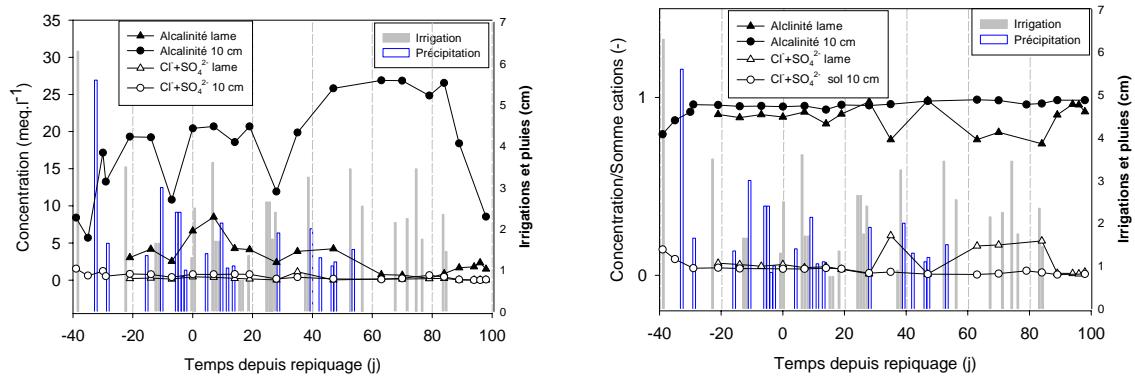 Alcalinité lame
Alcalinité 10 cm
Cl⁻+SO₄²⁻ lame
Cl⁻+SO₄²⁻ 10 cm
Irrigation
Précipitation
Concentration (meq.l⁻¹)
35
30
25
20
15
10
5
0
7
6
5
4
3
2
1
0
Irrigations et pluies (cm)
-40 -20 0 20 40 60 80 100
Temps depuis repiquage (j)
Alclinité lame
Alcalinité 10 cm
Cl⁻+SO₄²⁻ lame
Cl⁻+SO₄²⁻ sol 10 cm
Irrigation
Précipitation
Concentration/Somme cations (-)
1
0
7
6
5
4
3
2
1
0
Irrigations et pluies (cm)
-40 -20 0 20 40 60 80 100
Temps depuis repiquage (j)